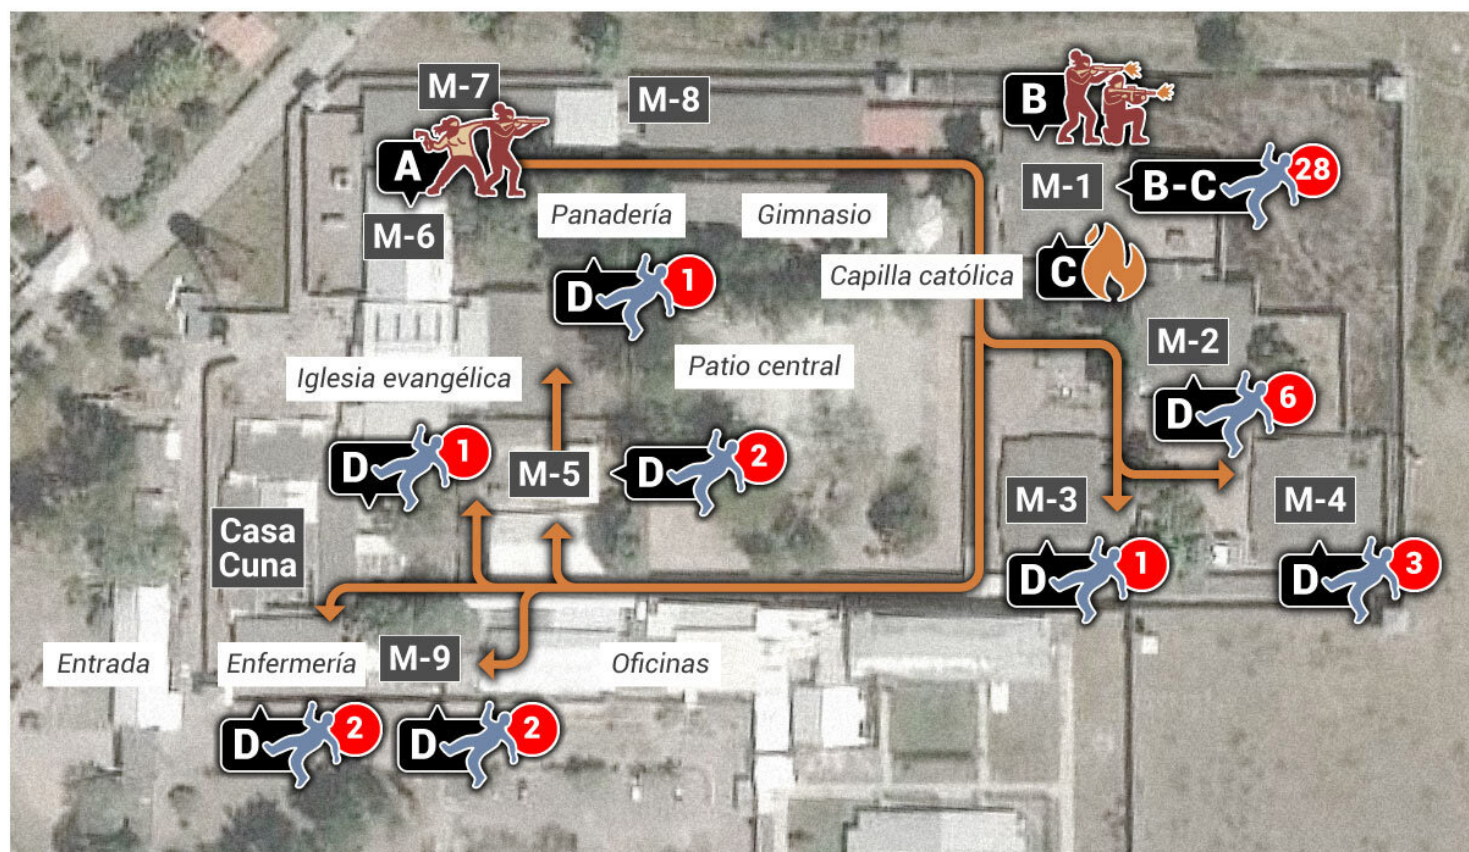 M-7
M-8
B
A
M-1
B-C
28
M-6
Panadería
Gimnasio
D
1
Capilla católica
C
M-2
Iglesia evangélica
Patio central
D
6
D
1
M-5
D
2
M-3
M-4
Casa
Cuna
D
1
D
3
Entrada
Enfermería
M-9
Oficinas
D
2
D
2